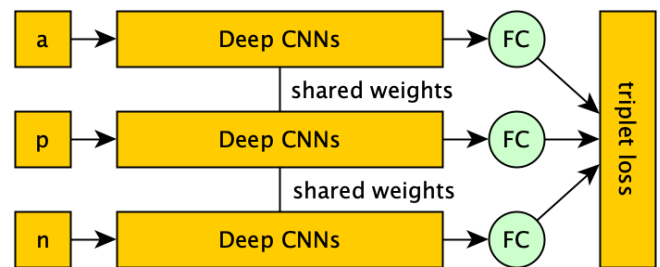 a
Deep CNNs
FC
shared weights
p
Deep CNNs
FC
shared weights
n
Deep CNNs
FC
triplet loss